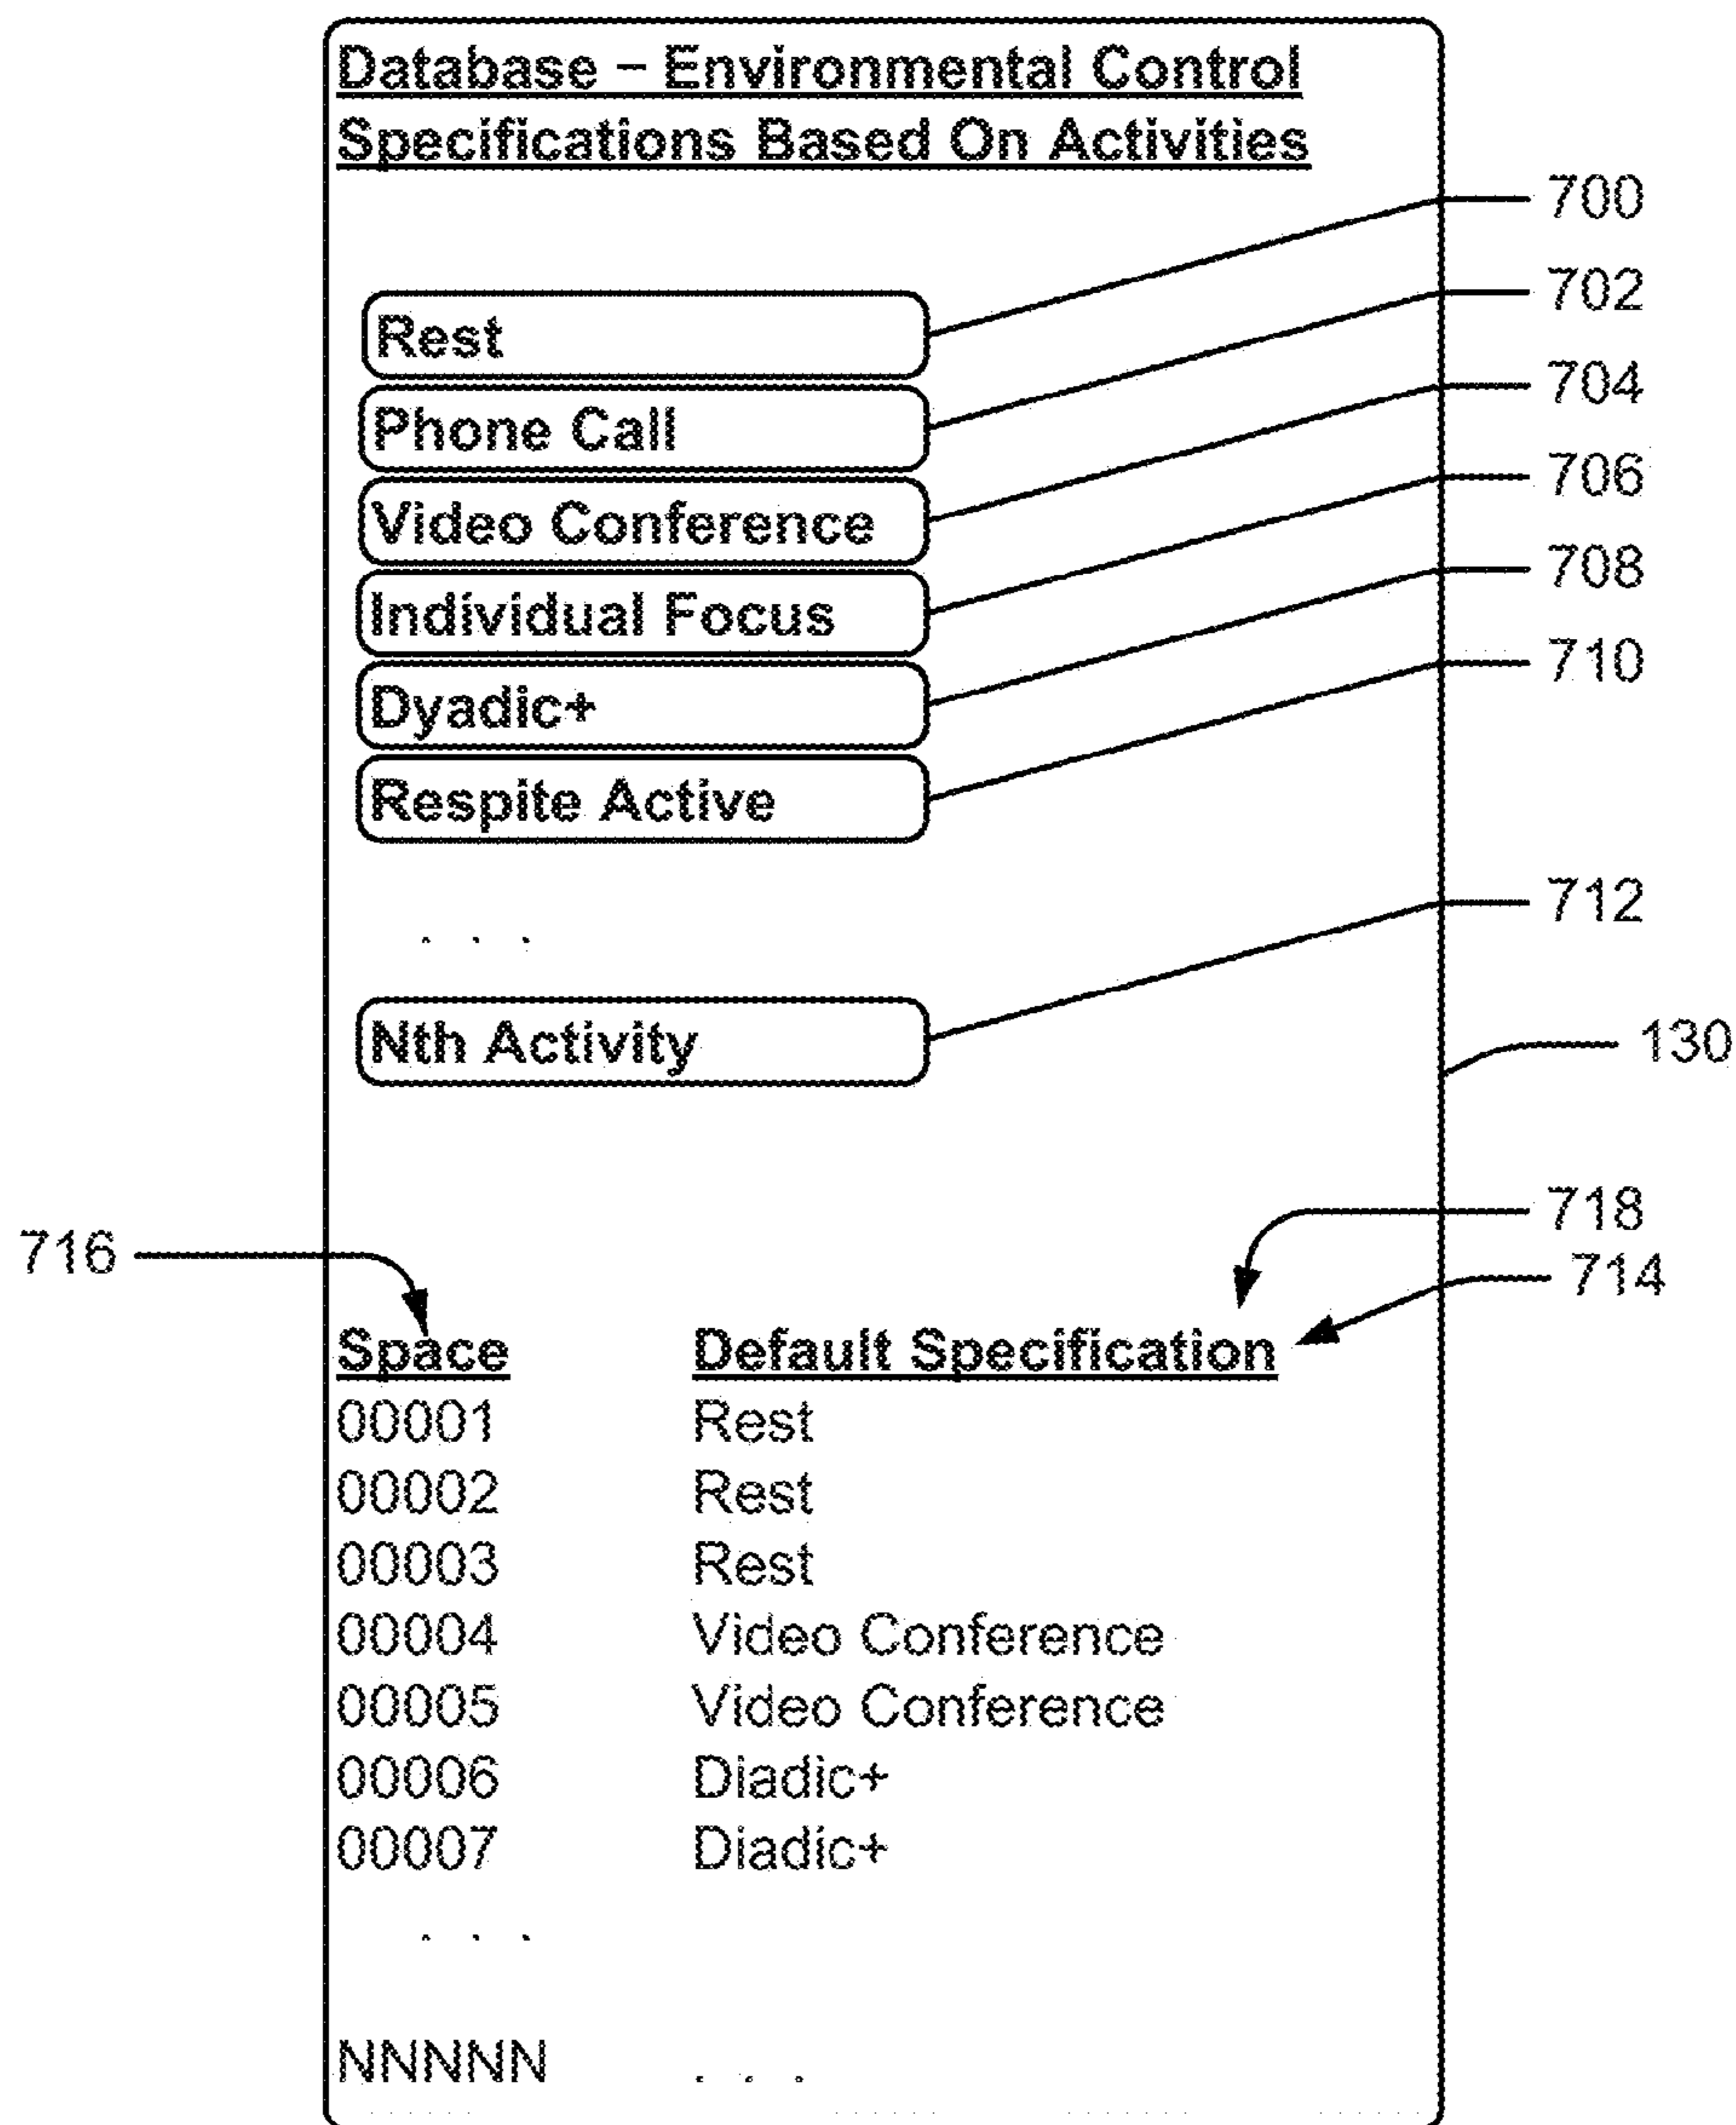 Database – Environmental Control
Specifications Based On Activities
700
702
Rest
704
Phone Call
706
Video Conference
708
Individual Focus
710
Dyadic+
Respite Active
712
. . .
Nth Activity
130
718
716
714
Space Default Specification
00001 Rest
00002 Rest
00003 Rest
00004 Video Conference
00005 Video Conference
00006 Diadic+
00007 Diadic+
. . .
NNNNN . . .